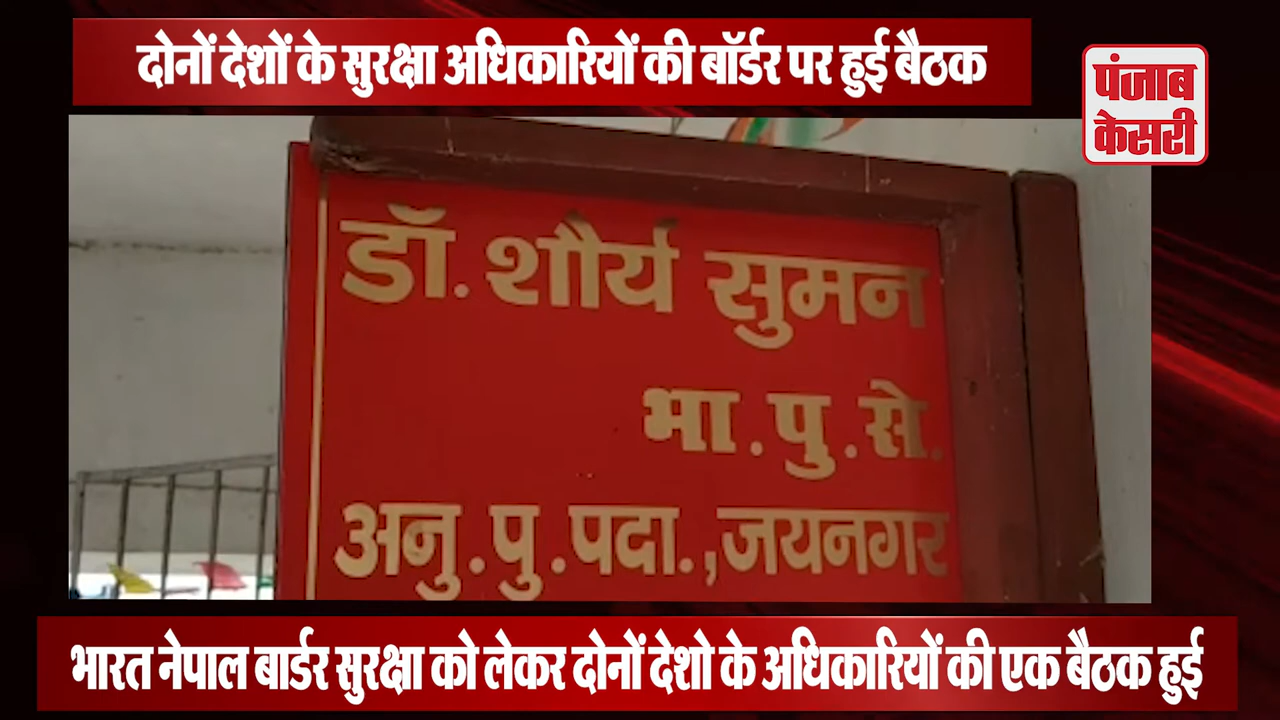 दोनों देशों के सुरक्षा अधिकारियों की बॉर्डर पर हुई बैठक
पंजाब
केसरी
डॉ. शौर्य सुमन
भा.पु.से.
अनु.पु.पदा.,जयनगर
भारत नेपाल बार्डर सुरक्षा को लेकर दोनों देशो के अधिकारियों की एक बैठक हुई